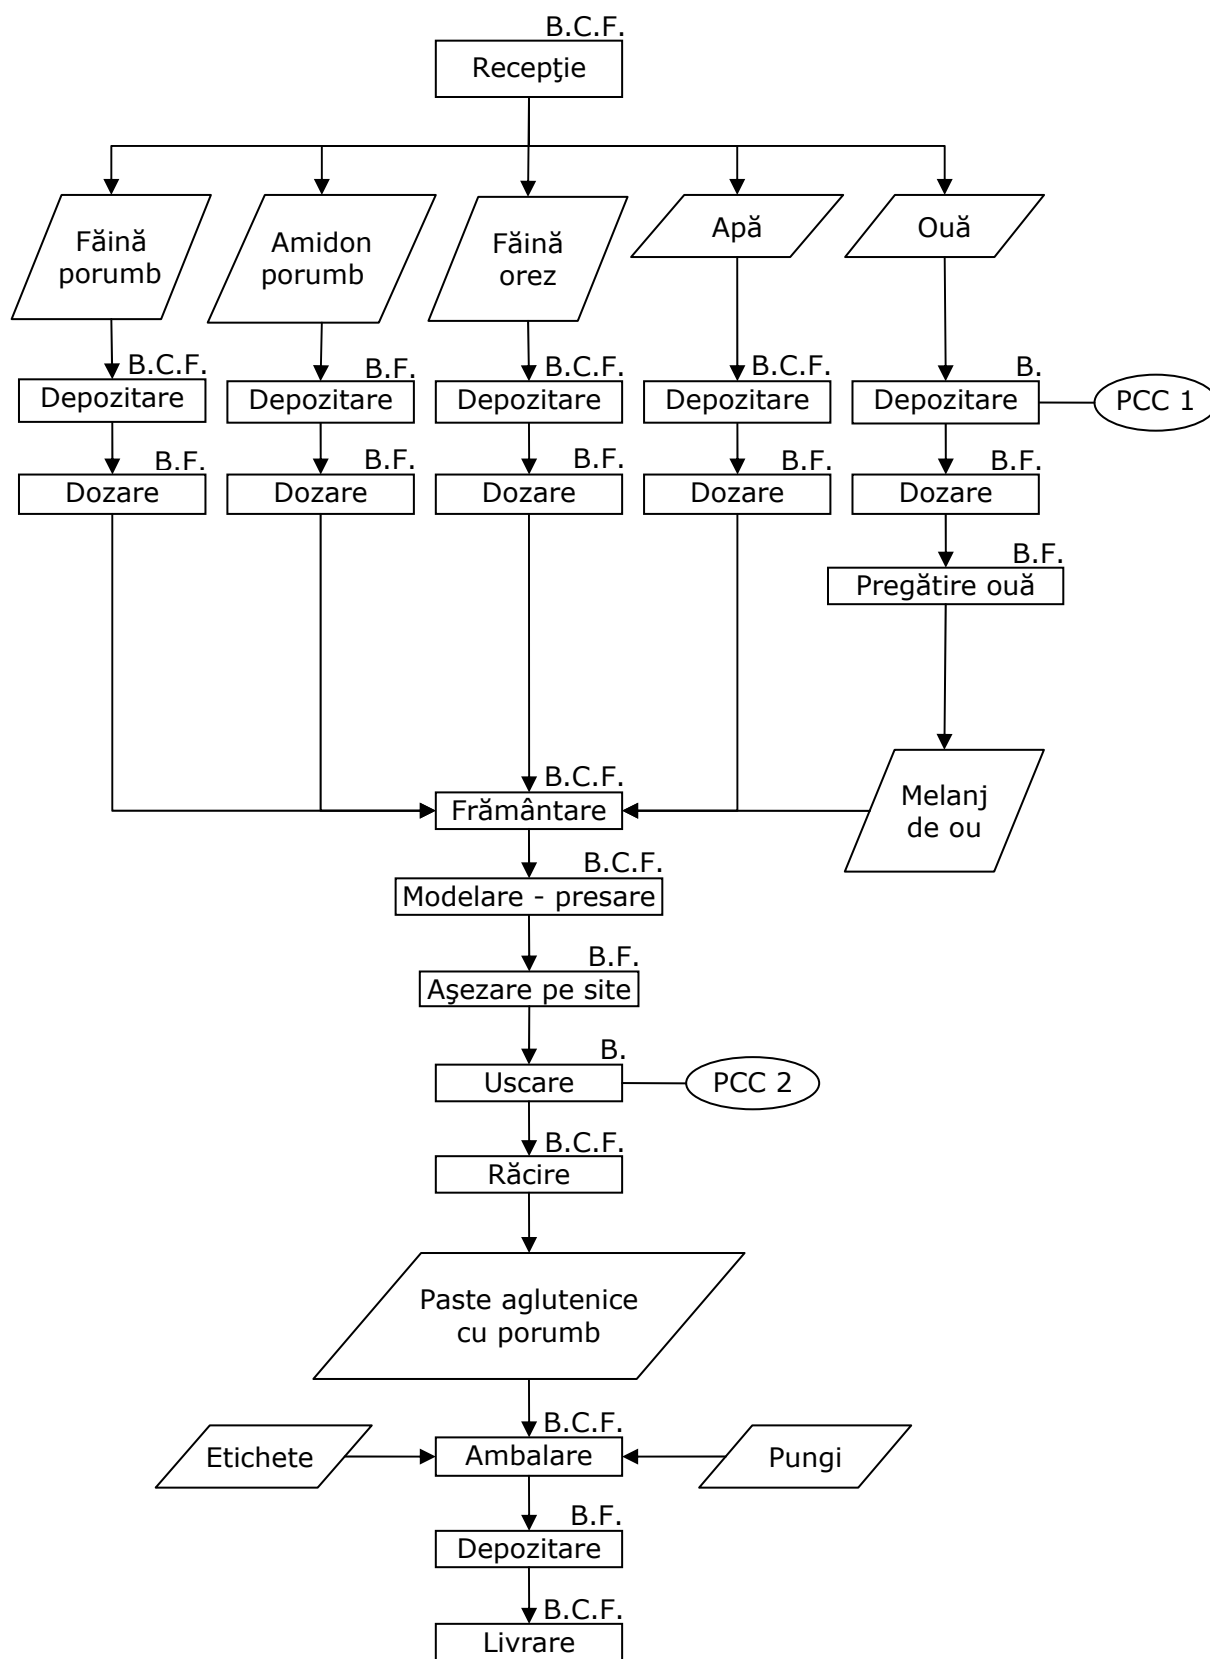 B.C.F.
Recepţie
Făină
porumb
Amidon
porumb
Făină
orez
Apă
Ouă
B.C.F.
Depozitare
B.F.
Depozitare
B.C.F.
Depozitare
B.C.F.
Depozitare
B.
Depozitare
PCC 1
B.F.
Dozare
B.F.
Dozare
B.F.
Dozare
B.F.
Dozare
B.F.
Dozare
B.F.
Pregătire ouă
Melanj
de ou
B.C.F.
Frământare
B.C.F.
Modelare - presare
B.F.
Aşezare pe site
B.
Uscare
PCC 2
B.C.F.
Răcire
Paste aglutenice
cu porumb
B.C.F.
Etichete
Ambalare
Pungi
B.F.
Depozitare
B.C.F.
Livrare